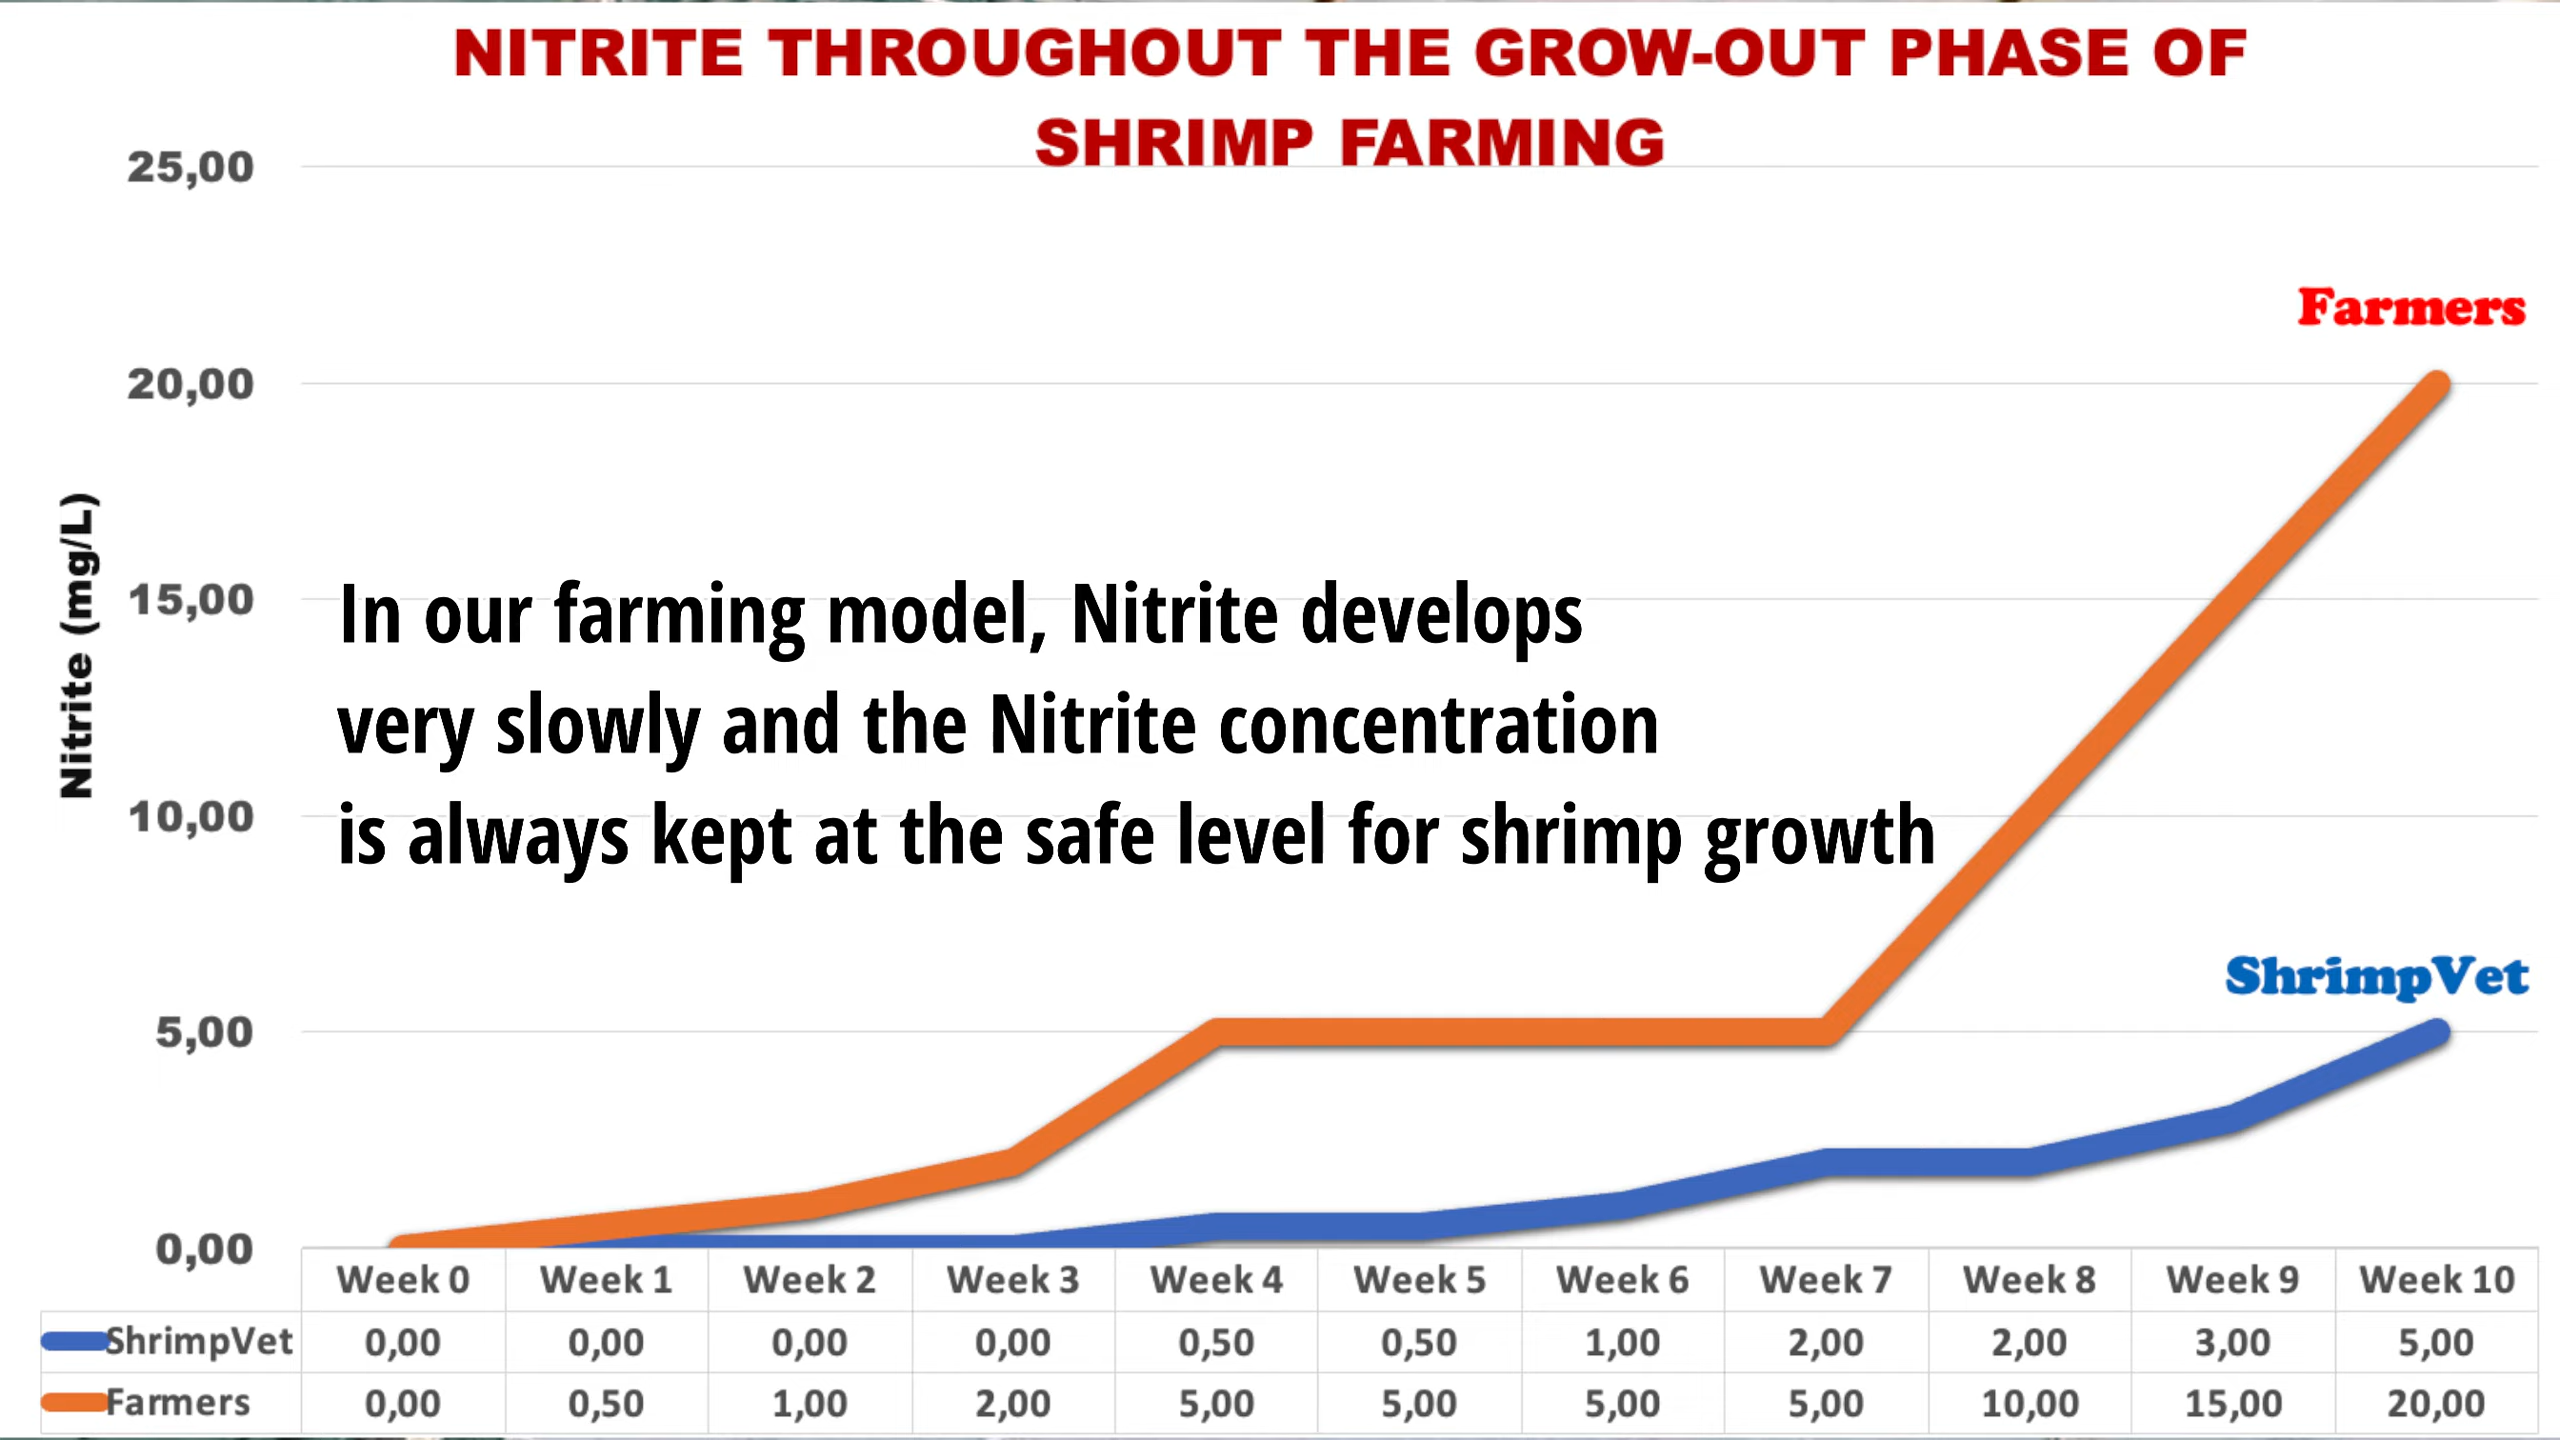 NITRITE THROUGHOUT THE GROW-OUT PHASE OF
SHRIMP FARMING
25,00
20,00
15,00
10,00
5,00
0,00
Nitrite (mg/L)
Farmers
In our farming model, Nitrite develops
very slowly and the Nitrite concentration
is always kept at the safe level for shrimp growth
ShrimpVet
Week 0 Week 1 Week 2 Week 3 Week 4 Week 5 Week 6 Week 7 Week 8 Week 9 Week 10
ShrimpVet 0,00 0,00 0,00 0,00 0,50 0,50 1,00 2,00 2,00 3,00 5,00
Farmers 0,00 0,50 1,00 2,00 5,00 5,00 5,00 5,00 10,00 15,00 20,00